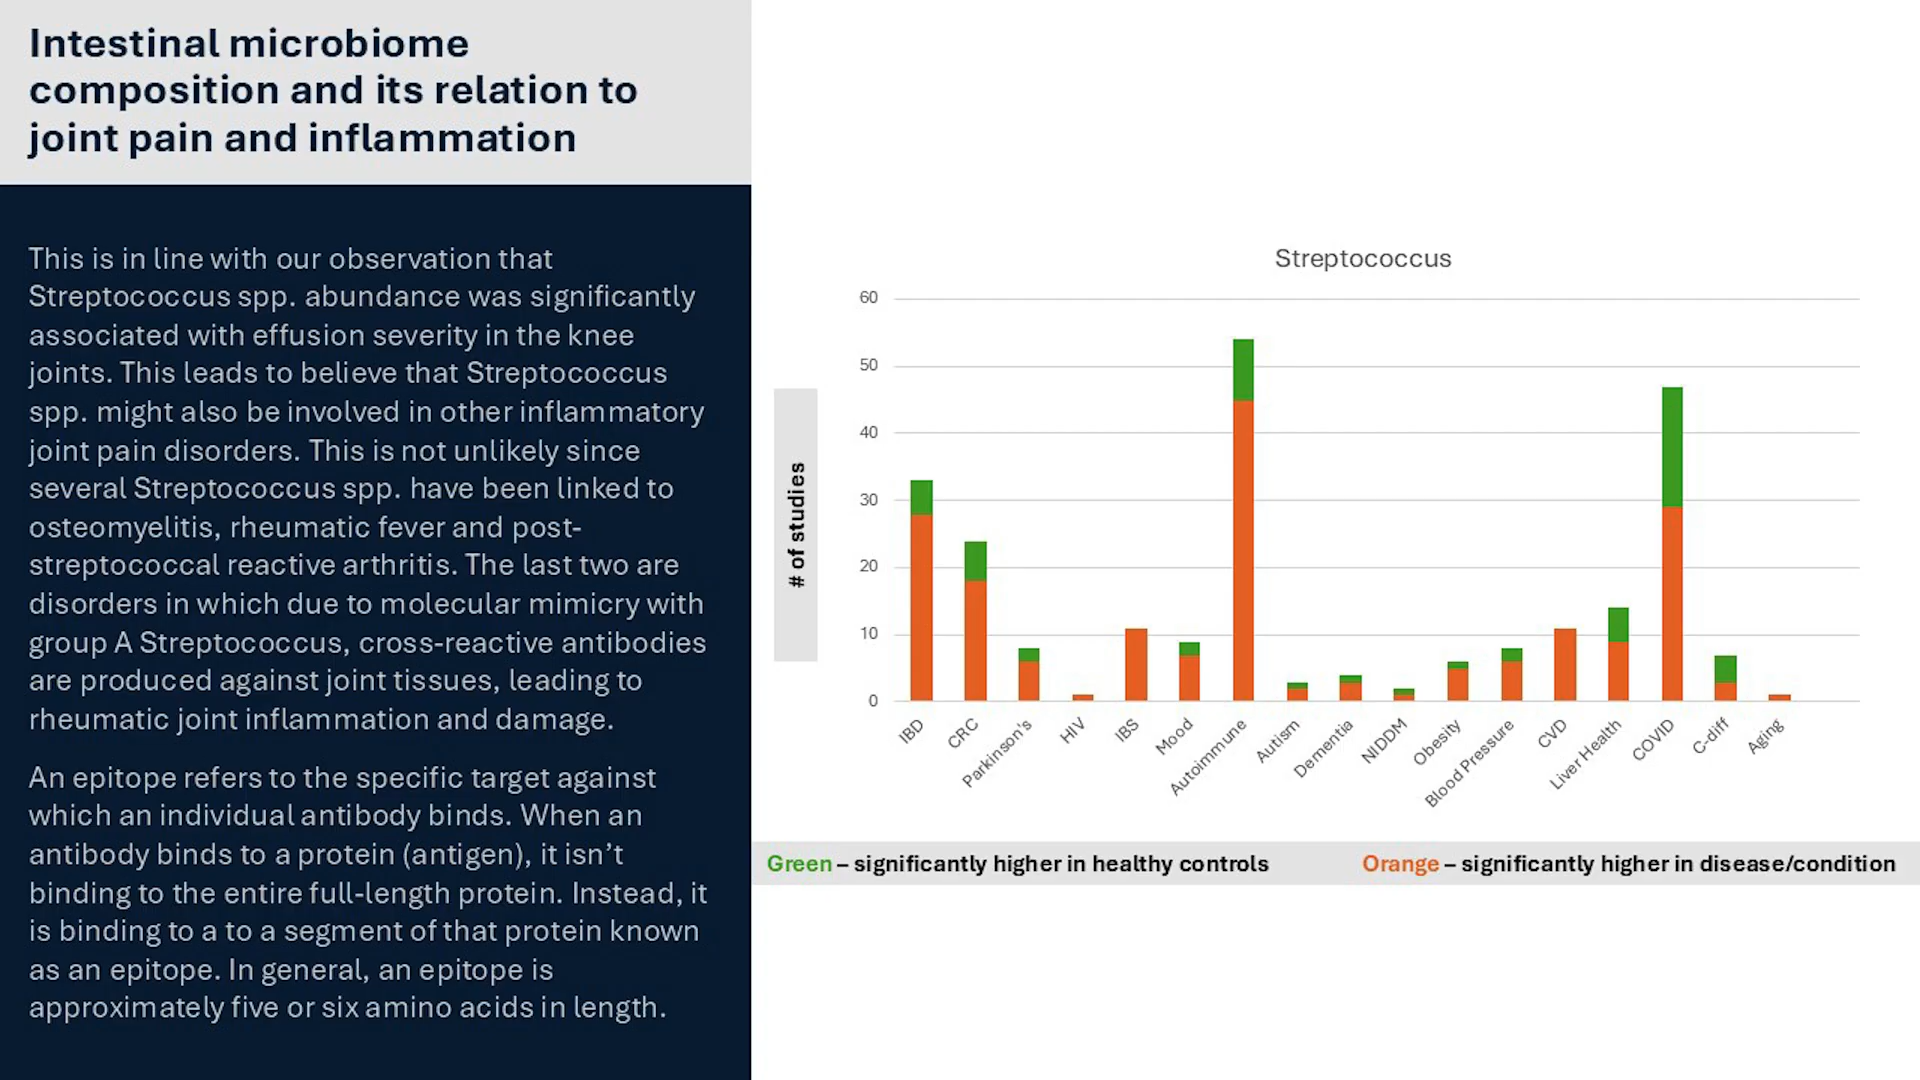 Intestinal microbiome
composition and its relation to
joint pain and inflammation
This is in line with our observation that
Streptococcus spp. abundance was significantly
associated with effusion severity in the knee
joints. This leads to believe that Streptococcus
spp. might also be involved in other inflammatory
joint pain disorders. This is not unlikely since
several Streptococcus spp. have been linked to
osteomyelitis, rheumatic fever and post-
streptococcal reactive arthritis. The last two are
disorders in which due to molecular mimicry with
group A Streptococcus, cross-reactive antibodies
are produced against joint tissues, leading to
rheumatic joint inflammation and damage.
An epitope refers to the specific target against
which an individual antibody binds. When an
antibody binds to a protein (antigen), it isn’t
binding to the entire full-length protein. Instead, it
is binding to a to a segment of that protein known
as an epitope. In general, an epitope is
approximately five or six amino acids in length.
Streptococcus
# of studies
60
50
40
30
20
10
0
IBD
CRC
Parkinson's
HIV
IBS
Mood
Autoimmune
Autism
Dementia
NIDDM
Obesity
Blood Pressure
CVD
Liver Health
COVID
C-diff
Aging
Green – significantly higher in healthy controls
Orange – significantly higher in disease/condition